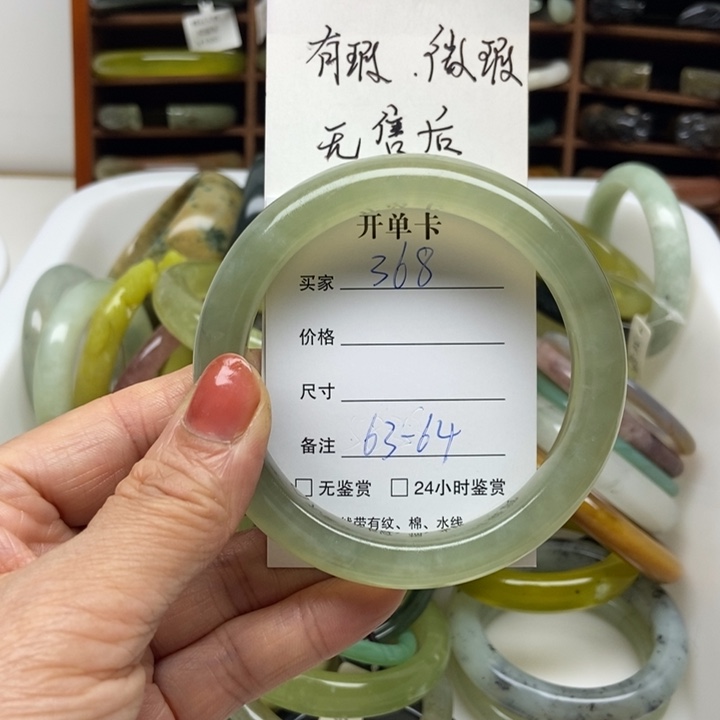 有瑕.微瑕
无售后
开单卡
买家 368
价格
尺寸
备注 63-64
□无鉴赏 □24小时鉴赏
带有纹、棉、水线